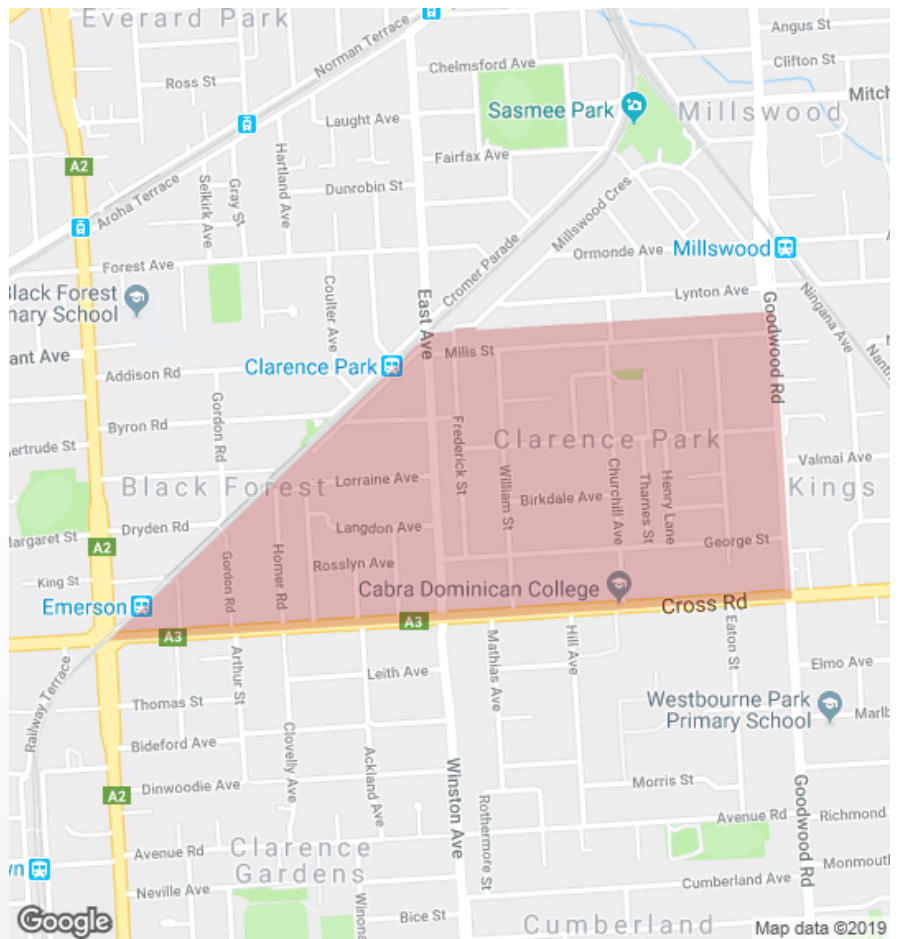 Everard Park
Angus St
Norman Terrace
Clifton St
Chelmsford Ave
Ross St
Mitch
Sasmee Park
Millswood
Laught Ave
Fairfax Ave
Hartland Ave
A2
Gray St
Selkirk Ave
Dunrobin St
Aroha Terrace
Millswood Cres
Cromer Parade
Ormonde Ave
Millswood
Forest Ave
Black Forest
nary School
Coulter Ave
East Ave
Lynton Ave
Goodwood Rd
Ningana Ave
ant Ave
Mills St
Clarence Park
Addison Rd
Nanth
Gordon Rd
Byron Rd
Frederick St
Clarence Park
ertrude St
Valmai Ave
Black Forest
Lorraine Ave
William St
Churchill Ave
Thames St
Henry Lane
Kings
Birkdale Ave
Dryden Rd
Langdon Ave
Margaret St
A2
George St
Gordon Rd
Homer Rd
Rosslyn Ave
King St
Cabra Dominican College
Emerson
Cross Rd
A3
A3
Eaton St
Mathias Ave
Hill Ave
Railway Terrace
Arthur St
Leith Ave
Elmo Ave
Westbourne Park
Primary School
Thomas St
Marlb
Bideford Ave
Clovelly Ave
Ackland Ave
Dinwoodie Ave
Morris St
A2
Winston Ave
Rothermore St
Goodwood Rd
Avenue Rd
Richmond
Avenue Rd
Clarence
Gardens
Monmouth
wn
Neville Ave
Cumberland Ave
Winona
Bice St
Cumberland
Google
Map data ©2019